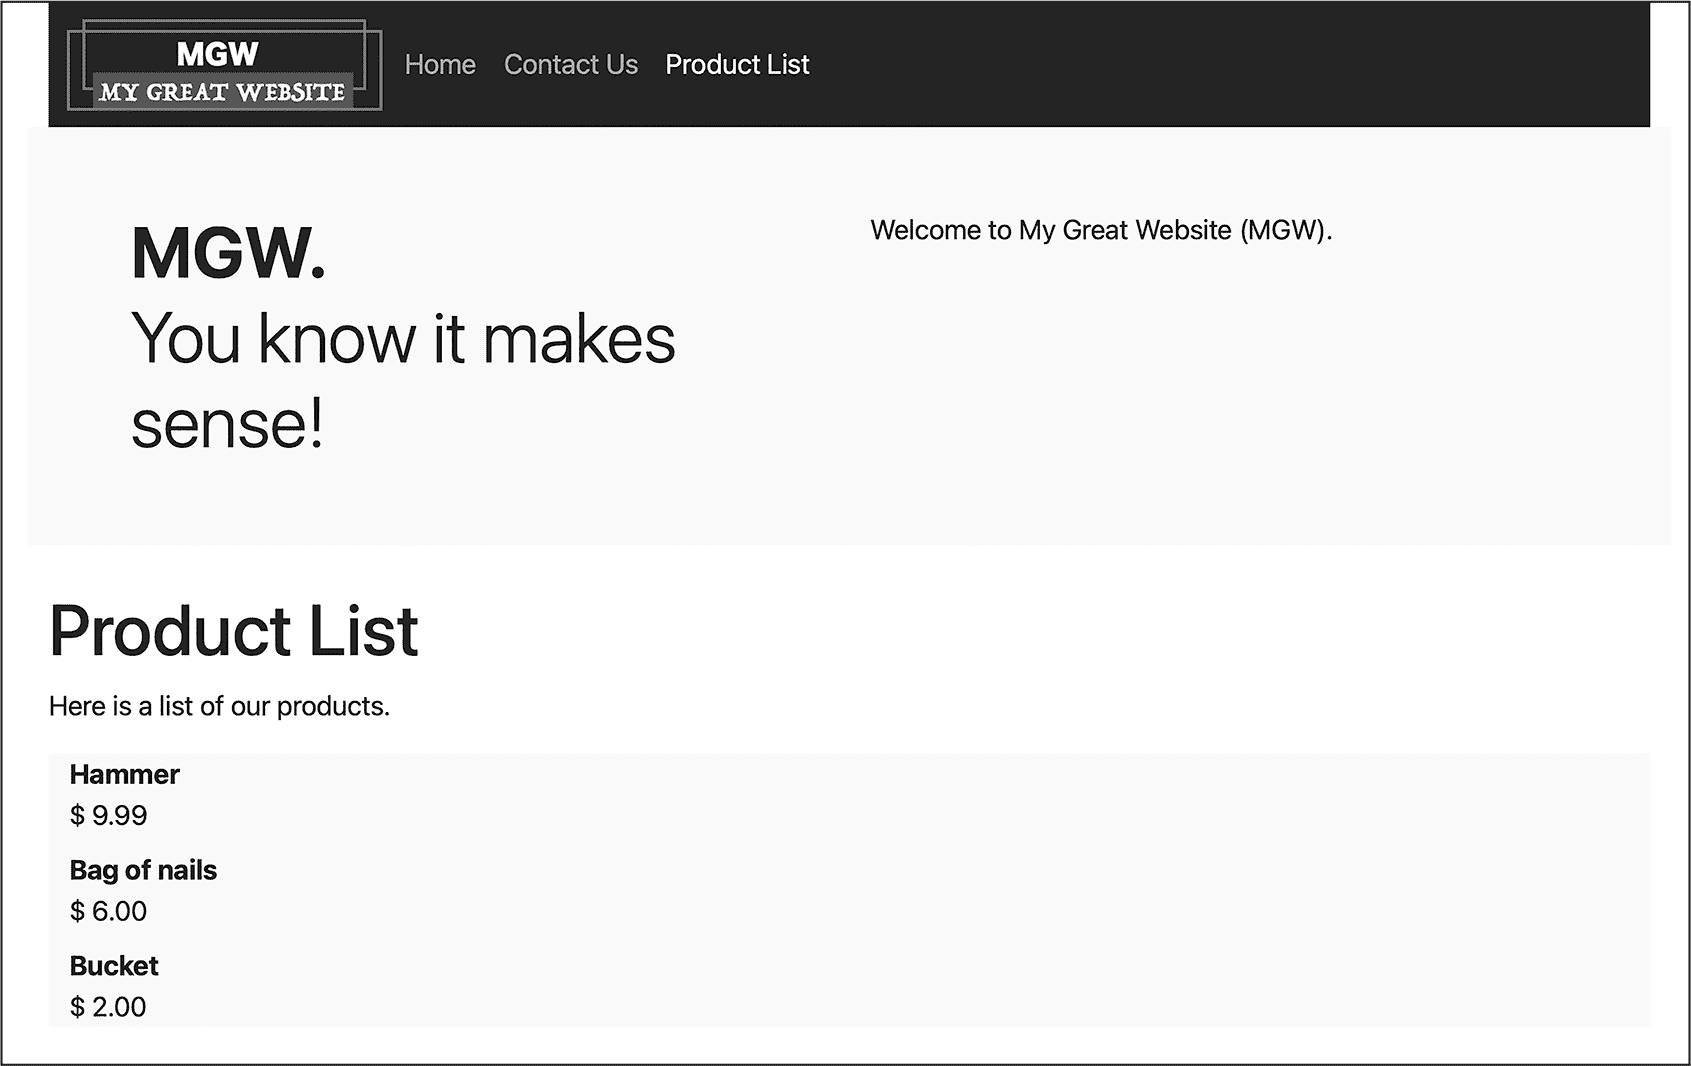 MGW
MY GREAT WEBSITE
Home Contact Us Product List
MGW.
You know it makes
sense!
Welcome to My Great Website (MGW).
Product List
Here is a list of our products.
Hammer
$ 9.99
Bag of nails
$ 6.00
Bucket
$ 2.00